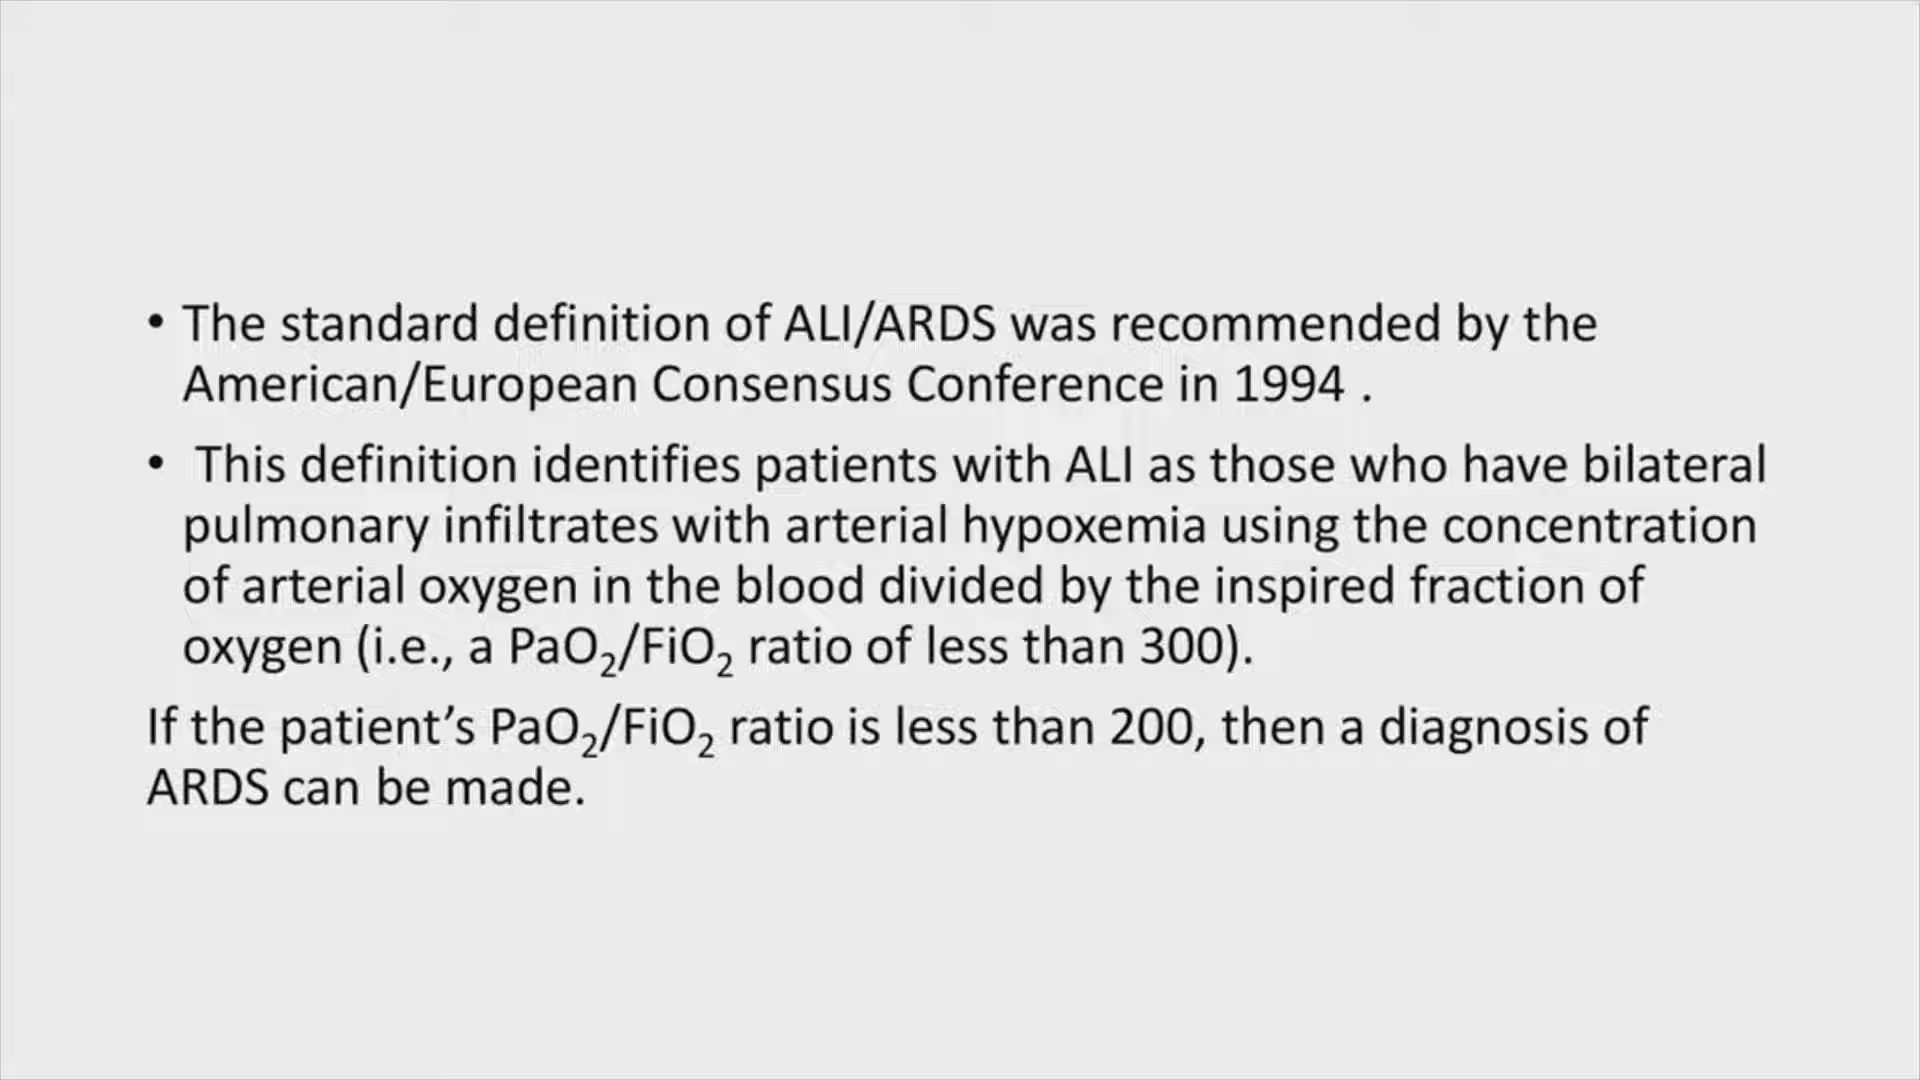 • The standard definition of ALI/ARDS was recommended by the
American/European Consensus Conference in 1994 .
• This definition identifies patients with ALI as those who have bilateral
pulmonary infiltrates with arterial hypoxemia using the concentration
of arterial oxygen in the blood divided by the inspired fraction of
oxygen (i.e., a PaO₂/FiO₂ ratio of less than 300).
If the patient’s PaO₂/FiO₂ ratio is less than 200, then a diagnosis of
ARDS can be made.